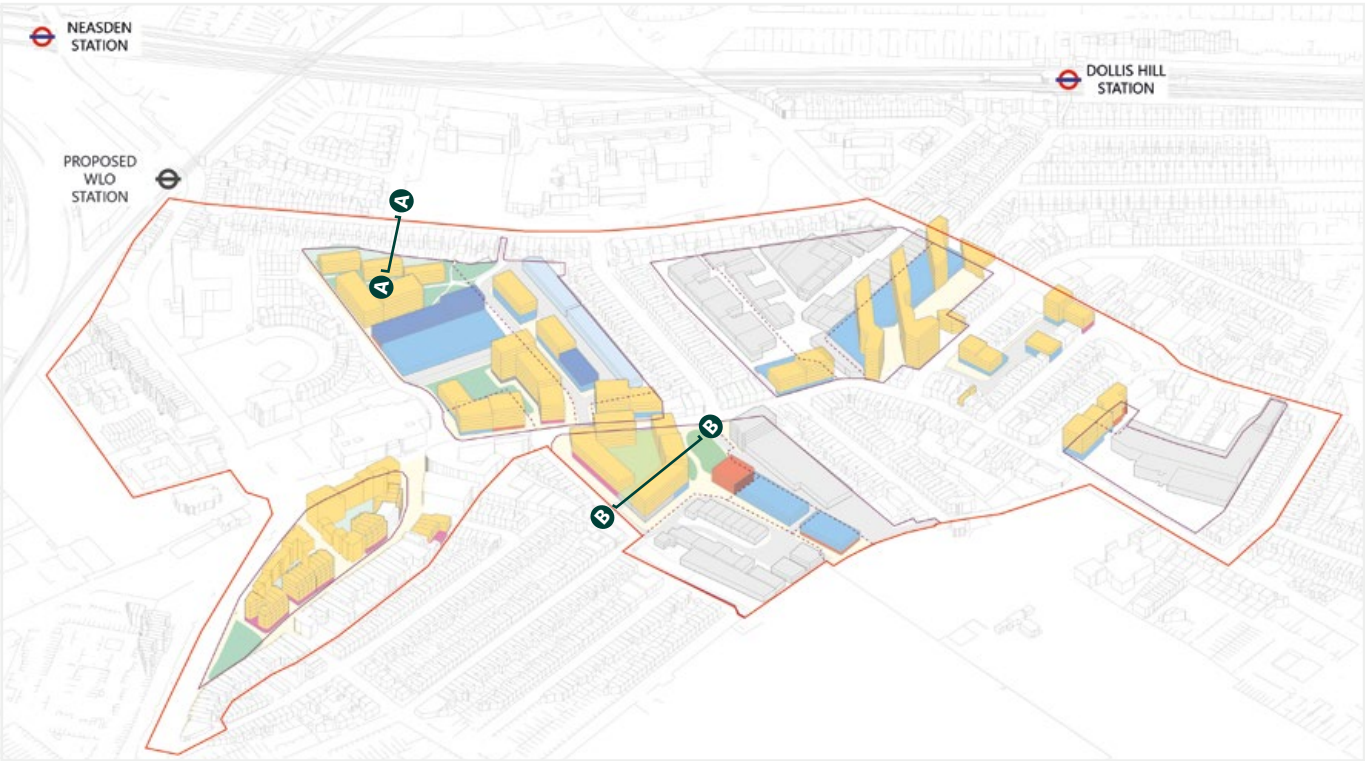 NEASDEN
STATION
DOLLIS HILL
STATION
PROPOSED
WLO
STATION
A
A
B
B